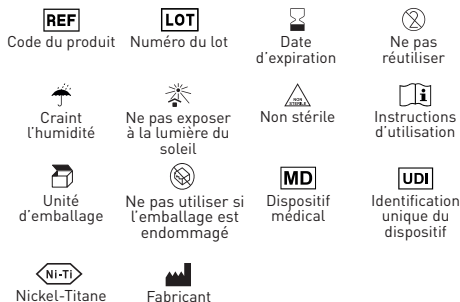 REF
Code du produit
LOT
Numéro du lot
Date
d'expiration
2
Ne pas
réutiliser
Craint
l'humidité
Ne pas exposer
à la lumière du
soleil
NON
STERILE
Non stérile
i
Instructions
d'utilisation
Unité
d'emballage
Ne pas utiliser si
l'emballage est
endommagé
MD
Dispositif
médical
UDI
Identification
unique du
dispositif
Ni-Ti
Nickel-Titane
Fabricant